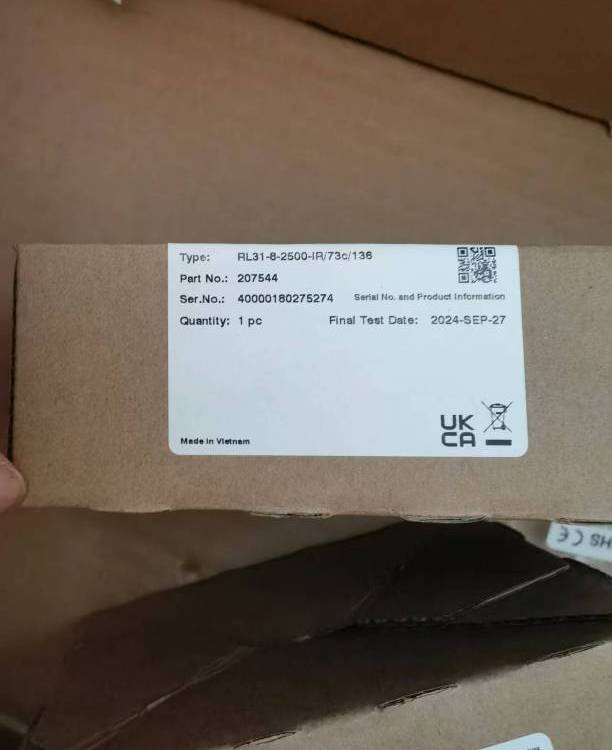 Type: RL31-8-2500-IR/73c/136
Part No.: 207544
Ser.No.: 40000180275274 Serial No. and Product Information
Quantity: 1 pc Final Test Date: 2024-SEP-27
UK
CA
Made in Vietnam
CE